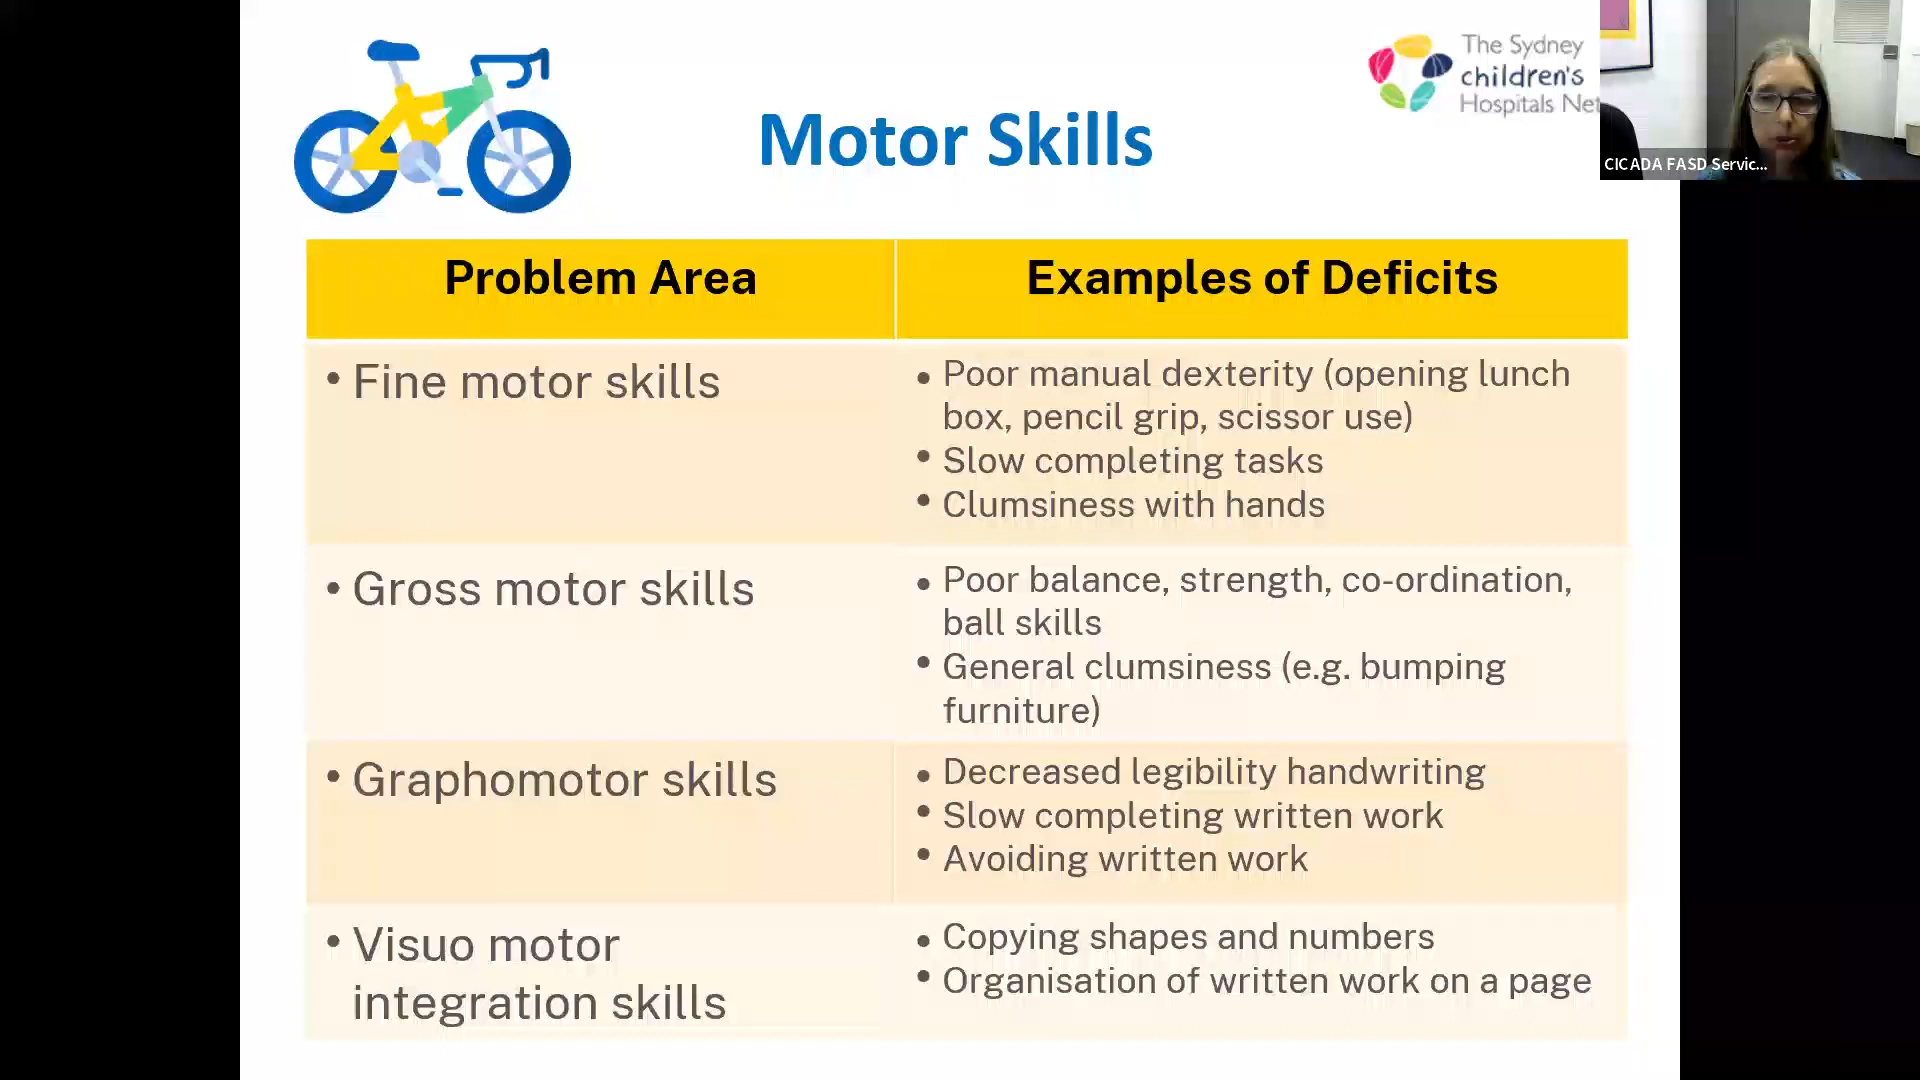 The Sydney
children's
Hospitals Net
CICADA FASD Servic...
Motor Skills
Problem Area
Examples of Deficits
• Fine motor skills
• Poor manual dexterity (opening lunch
box, pencil grip, scissor use)
• Slow completing tasks
• Clumsiness with hands
• Gross motor skills
• Poor balance, strength, co-ordination,
ball skills
• General clumsiness (e.g. bumping
furniture)
• Graphomotor skills
• Decreased legibility handwriting
• Slow completing written work
• Avoiding written work
• Visuo motor
integration skills
• Copying shapes and numbers
• Organisation of written work on a page